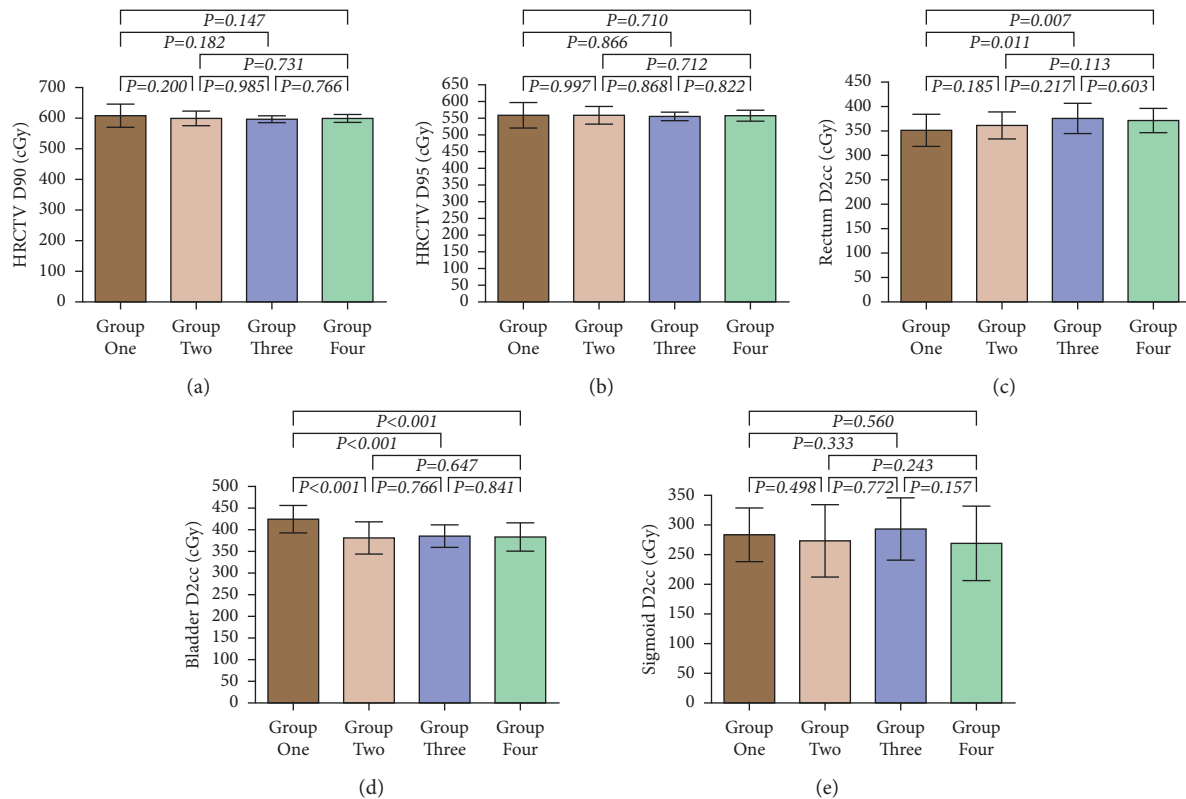 P=0.147
P=0.182
P=0.731
P=0.200 P=0.985 P=0.766
HRCTV D90 (cGy)
700
600
500
400
300
200
100
0
Group One
Group Two
Group Three
Group Four
(a)
P=0.710
P=0.866
P=0.712
P=0.997 P=0.868 P=0.822
HRCTV D95 (cGy)
650
600
550
500
450
400
350
300
250
200
150
100
50
0
Group One
Group Two
Group Three
Group Four
(b)
P=0.007
P=0.011
P=0.113
P=0.185 P=0.217 P=0.603
Rectum D2cc (cGy)
450
400
350
300
250
200
150
100
50
0
Group One
Group Two
Group Three
Group Four
(c)
P<0.001
P<0.001
P=0.647
P<0.001 P=0.766 P=0.841
Bladder D2cc (cGy)
500
450
400
350
300
250
200
150
100
50
0
Group One
Group Two
Group Three
Group Four
(d)
P=0.560
P=0.333
P=0.243
P=0.498 P=0.772 P=0.157
Sigmoid D2cc (cGy)
350
300
250
200
150
100
50
0
Group One
Group Two
Group Three
Group Four
(e)